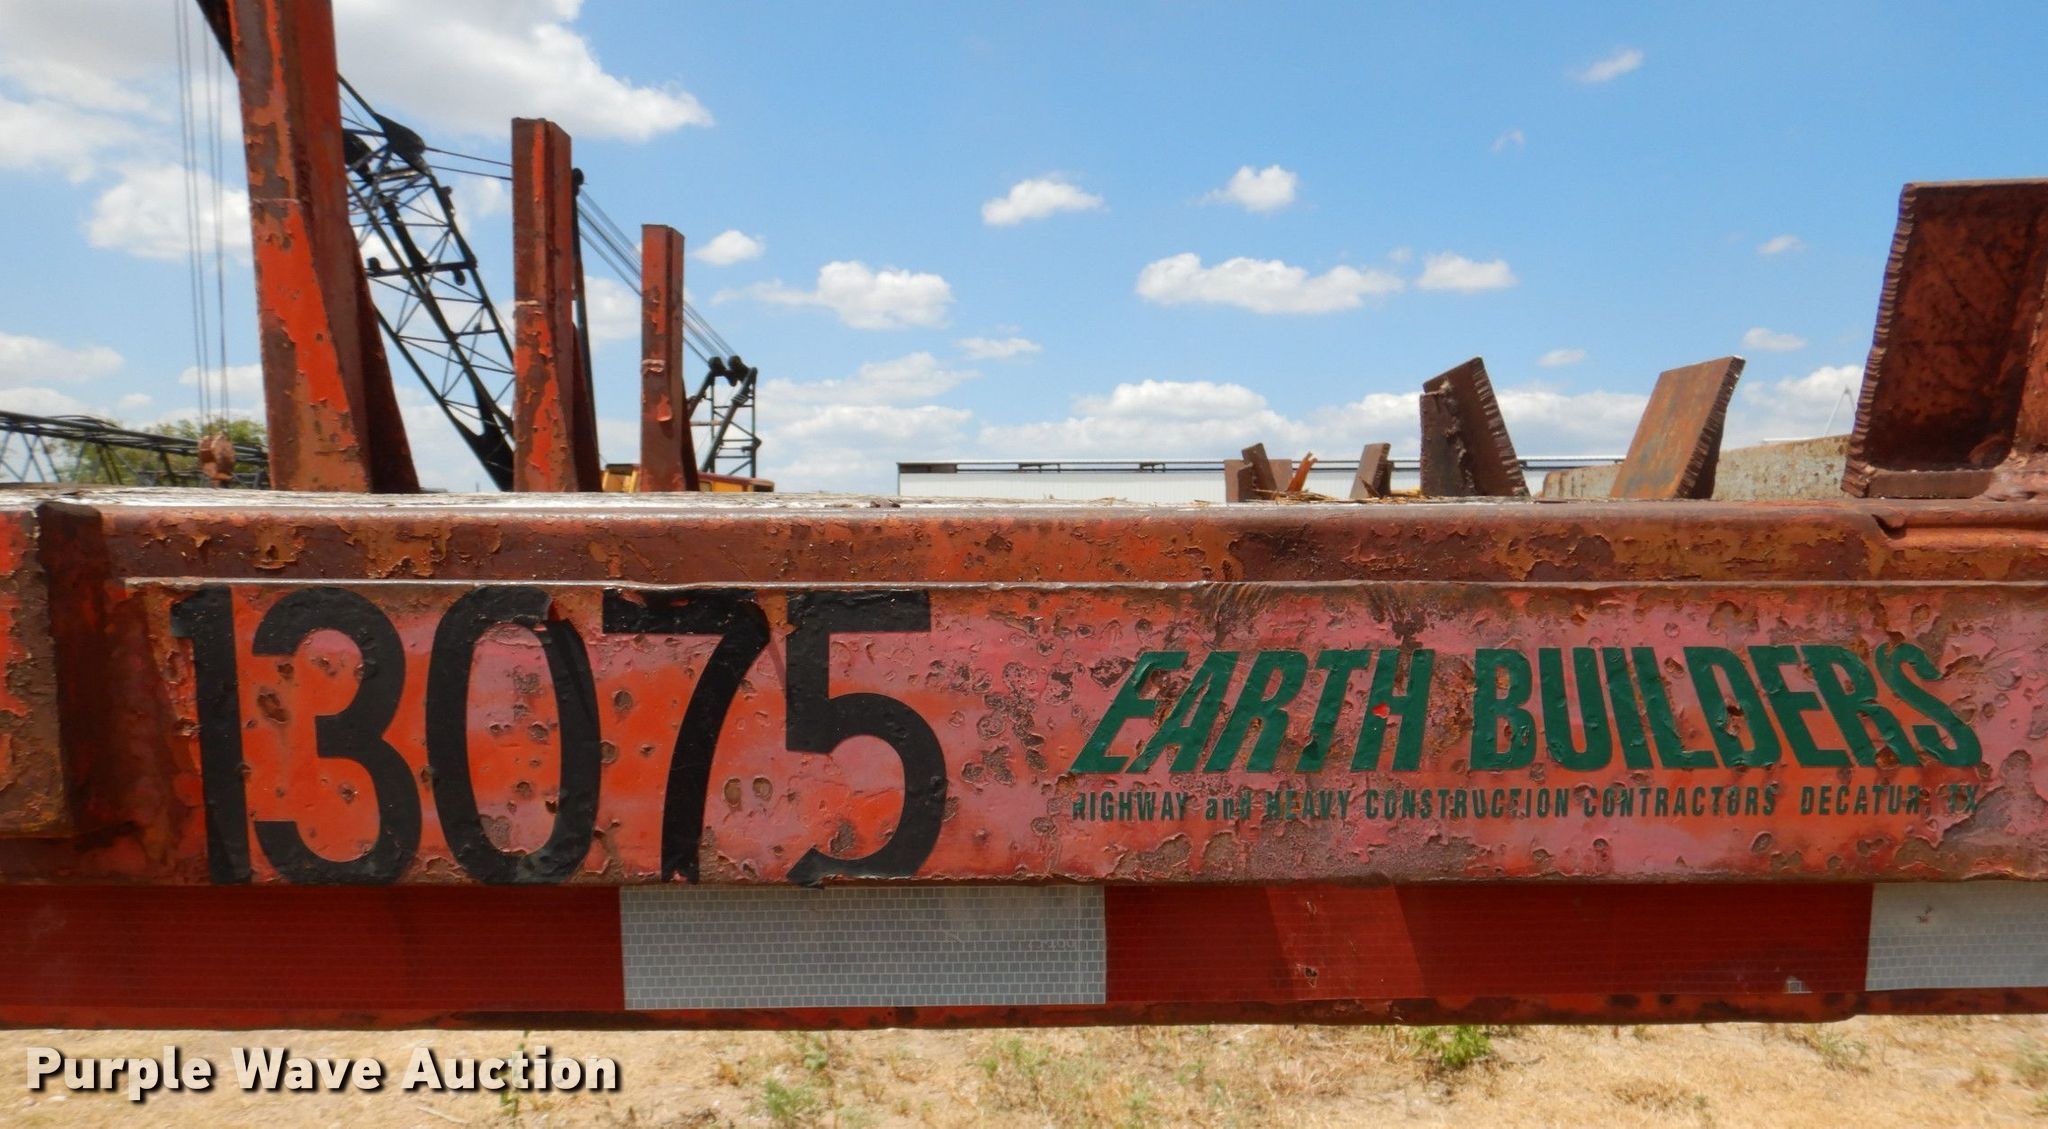 13075
EARTH BUILDERS
HIGHWAY and HEAVY CONSTRUCTION CONTRACTORS DECATUR, TX
Purple Wave Auction